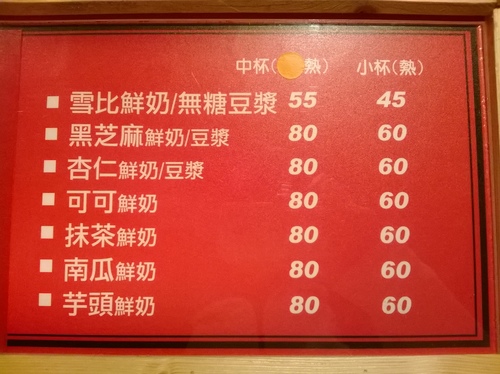 中杯(熱) 小杯(熱)
雪比鮮奶/無糖豆漿 55 45
黑芝麻鮮奶/豆漿 80 60
杏仁鮮奶/豆漿 80 60
可可鮮奶 80 60
抹茶鮮奶 80 60
南瓜鮮奶 80 60
芋頭鮮奶 80 60